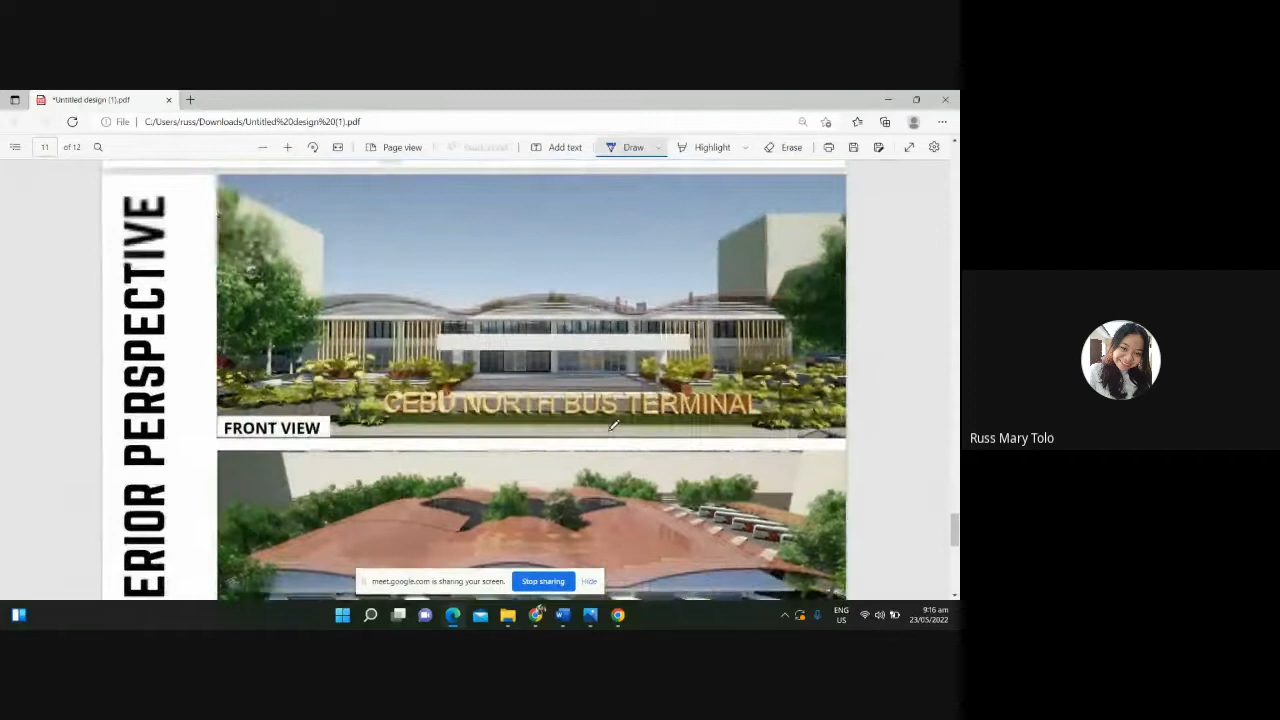 *Untitled design (1).pdf
File
C:/Users/russ/Downloads/Untitled%20design%20(1).pdf
11 of 12
Page view
Add text
Draw
Highlight
Erase
ERIOR PERSPECTIVE
CEBU NORTH BUS TERMINAL
FRONT VIEW
Russ Mary Tolo
meet.google.com is sharing your screen.
Stop sharing
Hide
ENG
US
9:16 am
23/05/2022